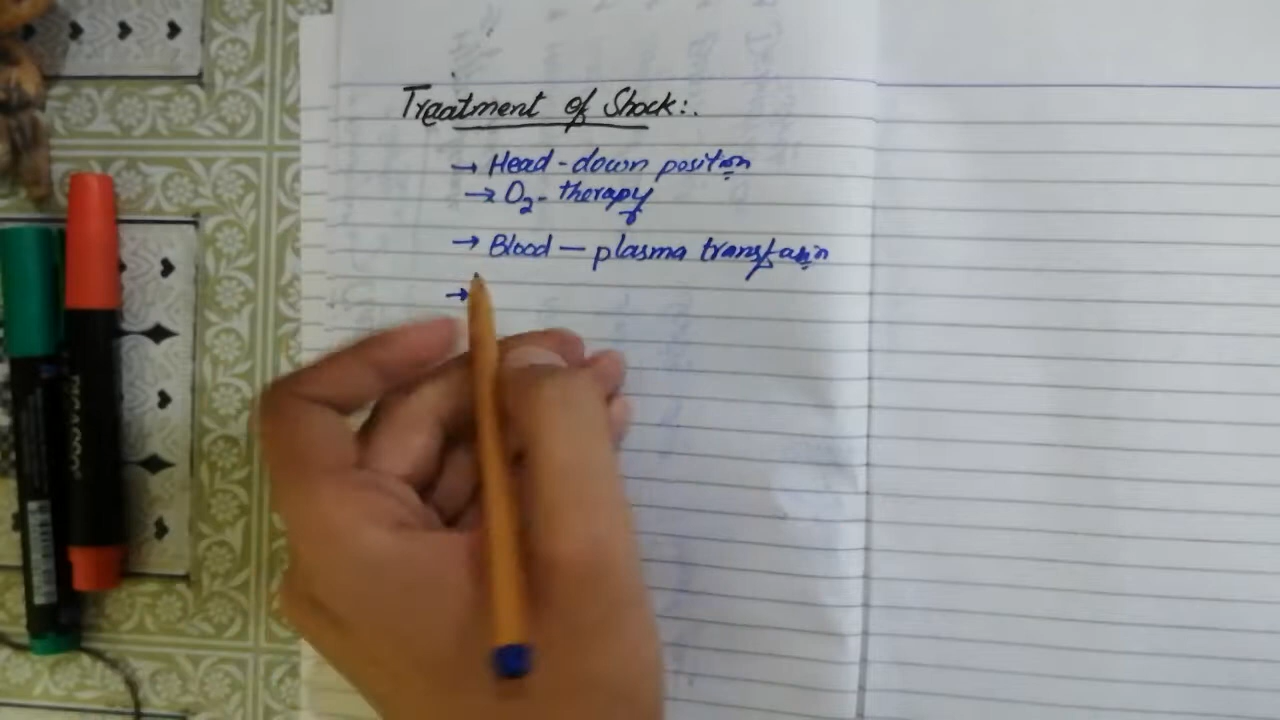 Treatment of Shock:.
→ Head-down position
→ O2- therapy
→ Blood — plasma transfusion
→